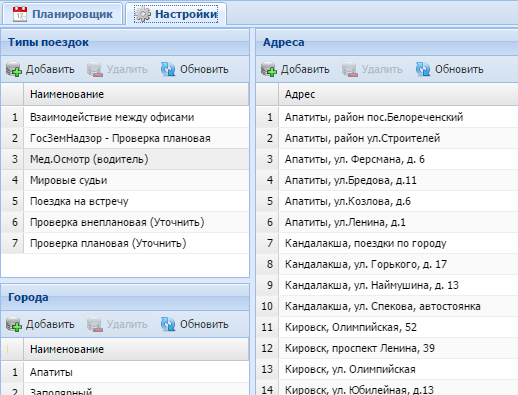 Планировщик
Настройки
Типы поездок
Добавить
Удалить
Обновить
Наименование
1 Взаимодействие между офисами
2 ГосЗемНадзор - Проверка плановая
3 Мед.Осмотр (водитель)
4 Мировые судьи
5 Поездка на встречу
6 Проверка внеплановая (Уточнить)
7 Проверка плановая (Уточнить)
Города
Добавить
Удалить
Обновить
Наименование
1 Апатиты
2 Заполярный
Адреса
Добавить
Удалить
Обновить
Адрес
1 Апатиты, район пос.Белореченский
2 Апатиты, район ул.Строителей
3 Апатиты, ул. Ферсмана, д. 6
4 Апатиты, ул.Бредова, д.11
5 Апатиты, ул.Козлова, д.6
6 Апатиты, ул.Ленина, д.1
7 Кандалакша, поездки по городу
8 Кандалакша, ул. Горького, д. 17
9 Кандалакша, ул. Наймушина, д. 13
10 Кандалакша, ул. Спекова, автостоянка
11 Кировск, Олимпийская, 52
12 Кировск, проспект Ленина, 39
13 Кировск, ул. Олимпийская
14 Кировск, ул. Юбилейная, д.13